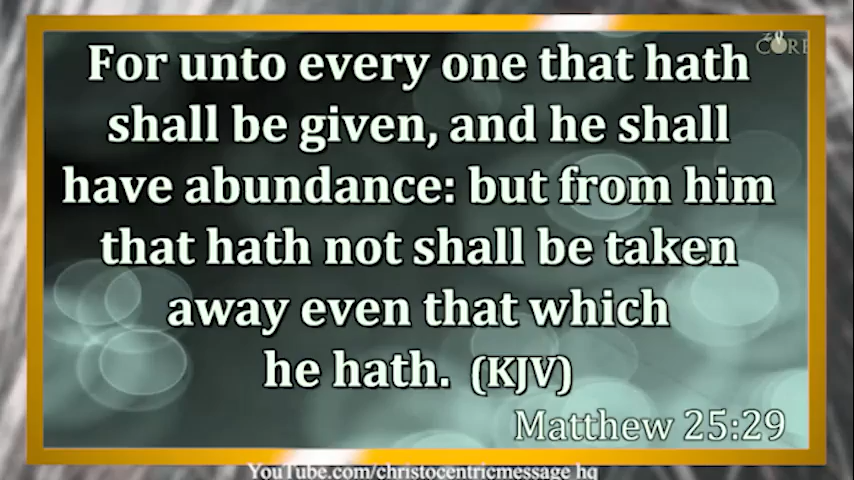 CORE
For unto every one that hath
shall be given, and he shall
have abundance: but from him
that hath not shall be taken
away even that which
he hath. (KJV)
Matthew 25:29
YouTube.com/christocentricmessage hq